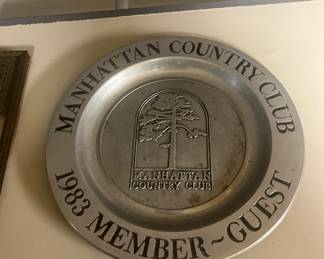 MANHATTAN COUNTRY CLUB
MANHATTAN
COUNTRY CLUB
1983 MEMBER ~ GUEST